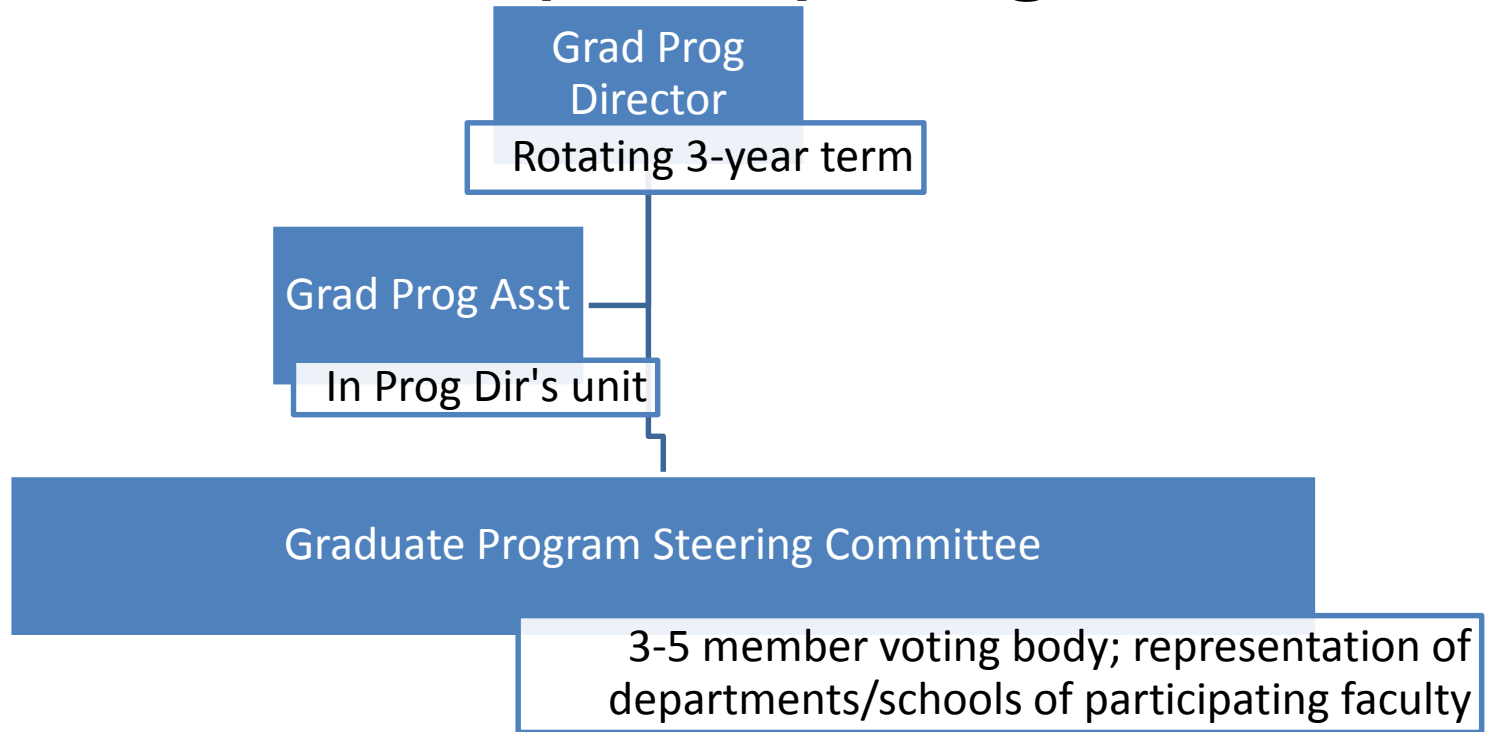 Grad Prog
Director
Rotating 3-year term
Grad Prog Asst
In Prog Dir's unit
Graduate Program Steering Committee
3-5 member voting body; representation of
departments/schools of participating faculty